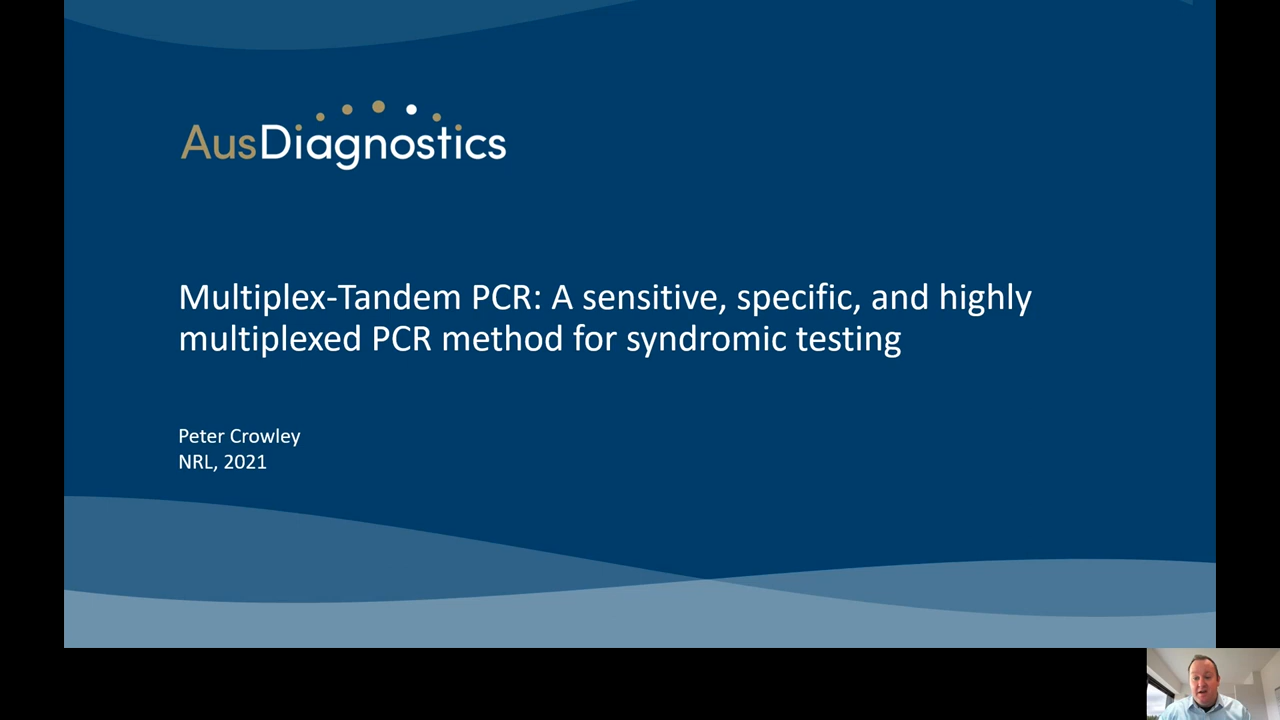 AusDiagnostics
Multiplex-Tandem PCR: A sensitive, specific, and highly
multiplexed PCR method for syndromic testing
Peter Crowley
NRL, 2021